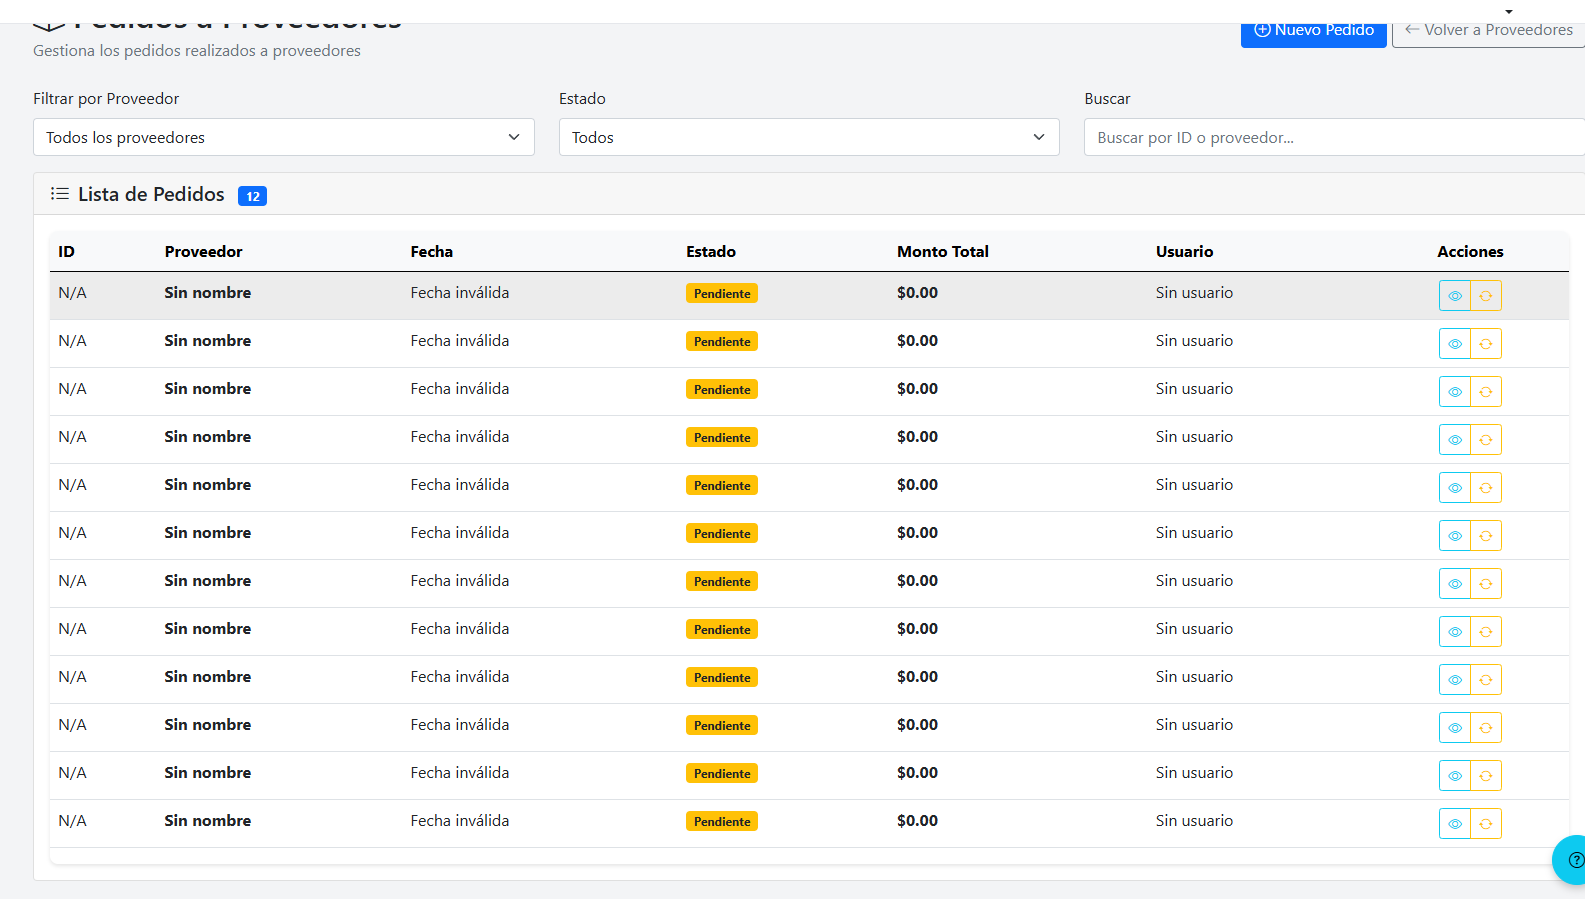 Pedidos a Proveedores
Gestiona los pedidos realizados a proveedores
Nuevo Pedido
Volver a Proveedores
Filtrar por Proveedor
Estado
Buscar
Todos los proveedores
Todos
Buscar por ID o proveedor...
Lista de Pedidos 12
ID Proveedor Fecha Estado Monto Total Usuario Acciones
N/A Sin nombre Fecha inválida Pendiente $0.00 Sin usuario
N/A Sin nombre Fecha inválida Pendiente $0.00 Sin usuario
N/A Sin nombre Fecha inválida Pendiente $0.00 Sin usuario
N/A Sin nombre Fecha inválida Pendiente $0.00 Sin usuario
N/A Sin nombre Fecha inválida Pendiente $0.00 Sin usuario
N/A Sin nombre Fecha inválida Pendiente $0.00 Sin usuario
N/A Sin nombre Fecha inválida Pendiente $0.00 Sin usuario
N/A Sin nombre Fecha inválida Pendiente $0.00 Sin usuario
N/A Sin nombre Fecha inválida Pendiente $0.00 Sin usuario
N/A Sin nombre Fecha inválida Pendiente $0.00 Sin usuario
N/A Sin nombre Fecha inválida Pendiente $0.00 Sin usuario
N/A Sin nombre Fecha inválida Pendiente $0.00 Sin usuario